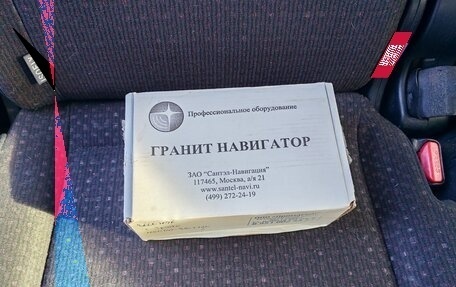 Профессиональное оборудование
ГРАНИТ НАВИГАТОР
ЗАО "Сантэл-Навигация"
117465, Москва, а/я 21
www.santel-navi.ru
(499) 272-24-19